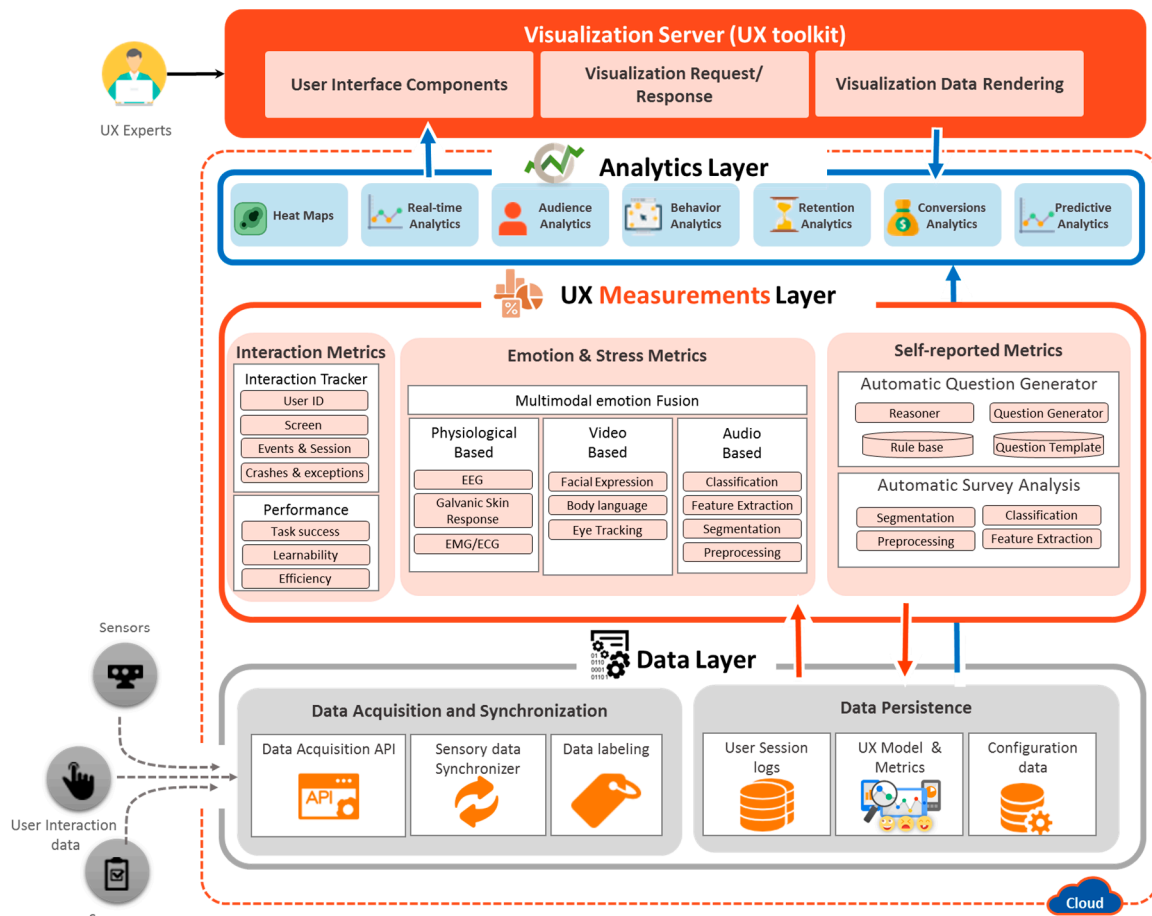 Visualization Server (UX toolkit)
User Interface Components
Visualization Request/
Response
Visualization Data Rendering
UX Experts
Analytics Layer
Heat Maps
Real-time
Analytics
Audience
Analytics
Behavior
Analytics
Retention
Analytics
$
Conversions
Analytics
Predictive
Analytics
%
UX Measurements Layer
Interaction Metrics
Interaction Tracker
User ID
Screen
Events & Session
Crashes & exceptions
Performance
Task success
Learnability
Efficiency
Emotion & Stress Metrics
Multimodal emotion Fusion
Physiological
Based
EEG
Galvanic Skin
Response
EMG/ECG
Video
Based
Facial Expression
Body language
Eye Tracking
Audio
Based
Classification
Feature Extraction
Segmentation
Preprocessing
Self-reported Metrics
Automatic Question Generator
Reasoner
Question Generator
Rule base
Question Template
Automatic Survey Analysis
Segmentation
Classification
Preprocessing
Feature Extraction
Sensors
User Interaction
data
01
0110
0001
01101
Data Layer
Data Acquisition and Synchronization
Data Acquisition API
API
Sensory data
Synchronizer
Data labeling
Data Persistence
User Session
logs
UX Model &
Metrics
Configuration
data
Cloud